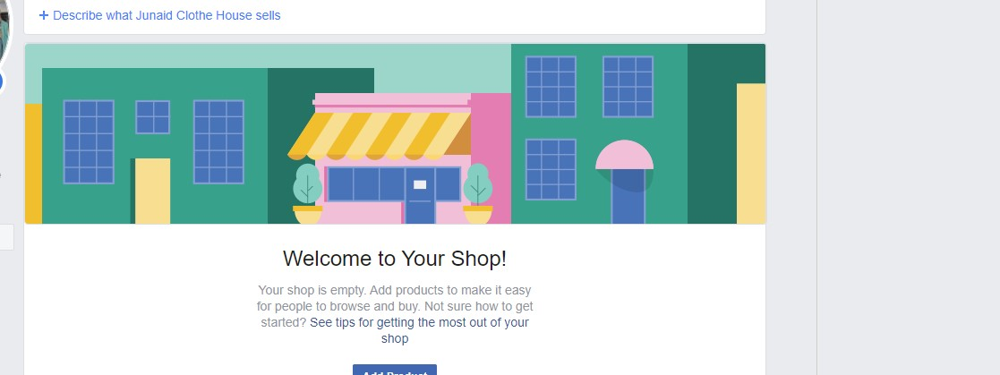 + Describe what Junaid Clothe House sells
Welcome to Your Shop!
Your shop is empty. Add products to make it easy
for people to browse and buy. Not sure how to get
started? See tips for getting the most out of your
shop
Add Product